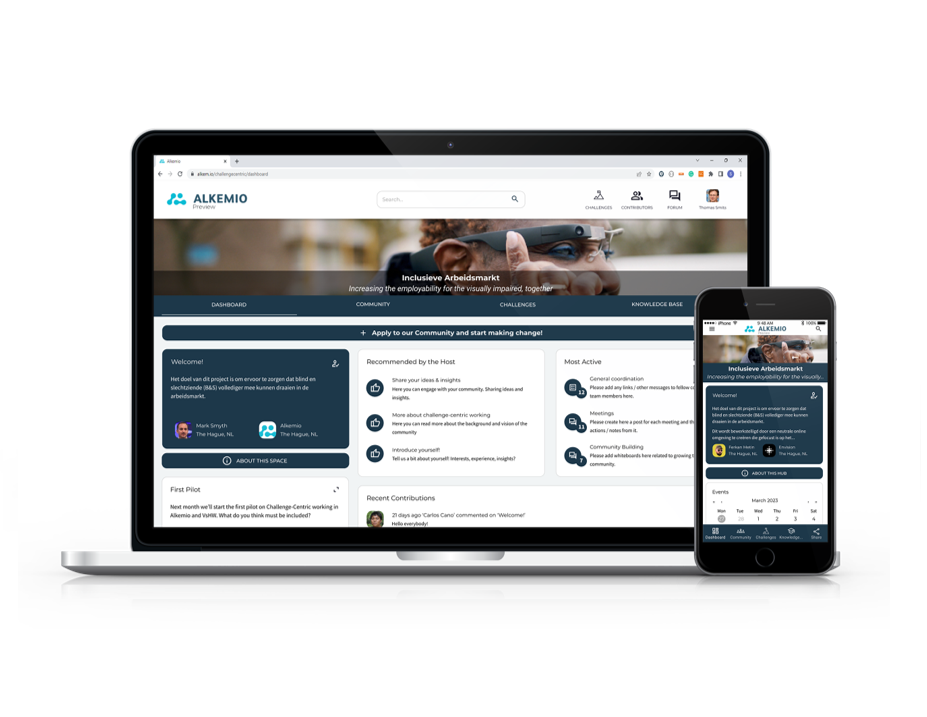 Alkemio
alkem.io/challengecentric/dashboard
ALKEMIO
Preview
Search...
CHALLENGES
CONTRIBUTORS
FORUM
Thomas Smits
Inclusieve Arbeidsmarkt
Increasing the employability for the visually impaired, together
DASHBOARD
COMMUNITY
CHALLENGES
KNOWLEDGE BASE
+ Apply to our Community and start making change!
Welcome!
Het doel van dit project is om ervoor te zorgen dat blind en
slechtziende (B&S) vollediger mee kunnen draaien in de
arbeidsmarkt.
Mark Smyth
The Hague, NL
Alkemio
The Hague, NL
ABOUT THIS SPACE
First Pilot
Next month we'll start the first pilot on Challenge-Centric working in
Alkemio and VsHW. What do you think must be included?
Recommended by the Host
Share your ideas & insights
Here you can engage with your community. Sharing ideas and
insights.
More about challenge-centric working
Here you can read more about the background and vision of the
community
Introduce yourself!
Tell us a bit about yourself! Interests, experience, insights?
Recent Contributions
21 days ago 'Carlos Cano' commented on 'Welcome!'
Hello everybody!
Most Active
12
General coordination
Please add any links / other messages to follow
team members here.
11
Meetings
Please create here a post for each meeting and th
actions / notes from it.
7
Community Building
Please add whiteboards here related to growing
community.
iPhone
9:48 AM
100%
ALKEMIO
Inclusieve Arbeidsmarkt
Increasing the employability for the visually...
Welcome!
Het doel van dit project is om ervoor te zorgen dat
blind en slechtziende (B&S) vollediger mee kunnen
draaien in de arbeidsmarkt.
Dit wordt bewerkstelligd door een neutrale online
omgeving te creëren die gefocust is op het...
The Hague, NL
Envision
The Hague, NL
ABOUT THIS HUB
Events
March 2023
Mon Tue Wed Thu Fri Sat
27 28 1 2 3 4
Dashboard Community Challenges Knowledge... Share